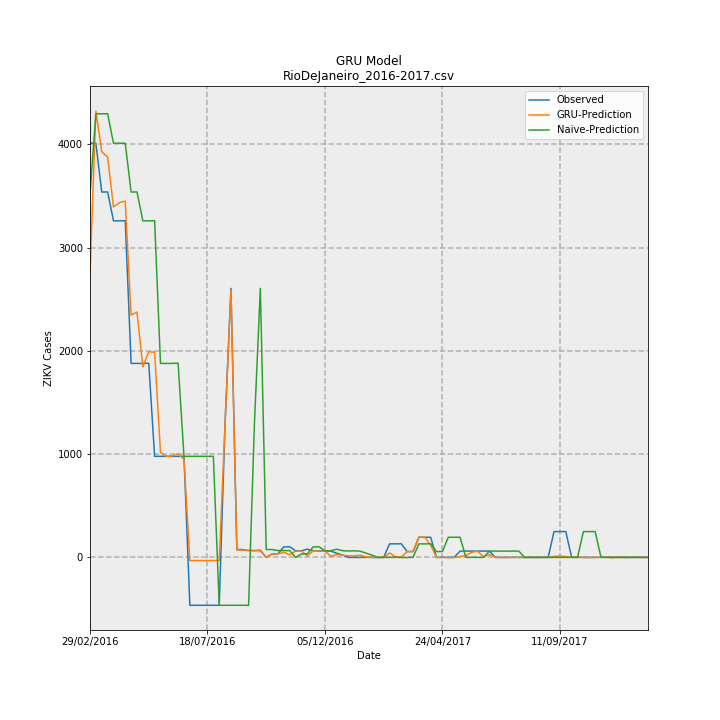 GRU Model
RioDeJaneiro_2016-2017.csv
Observed
GRU-Prediction
Naive-Prediction
ZIKV Cases
4000
3000
2000
1000
0
29/02/2016
18/07/2016
05/12/2016
24/04/2017
11/09/2017
Date